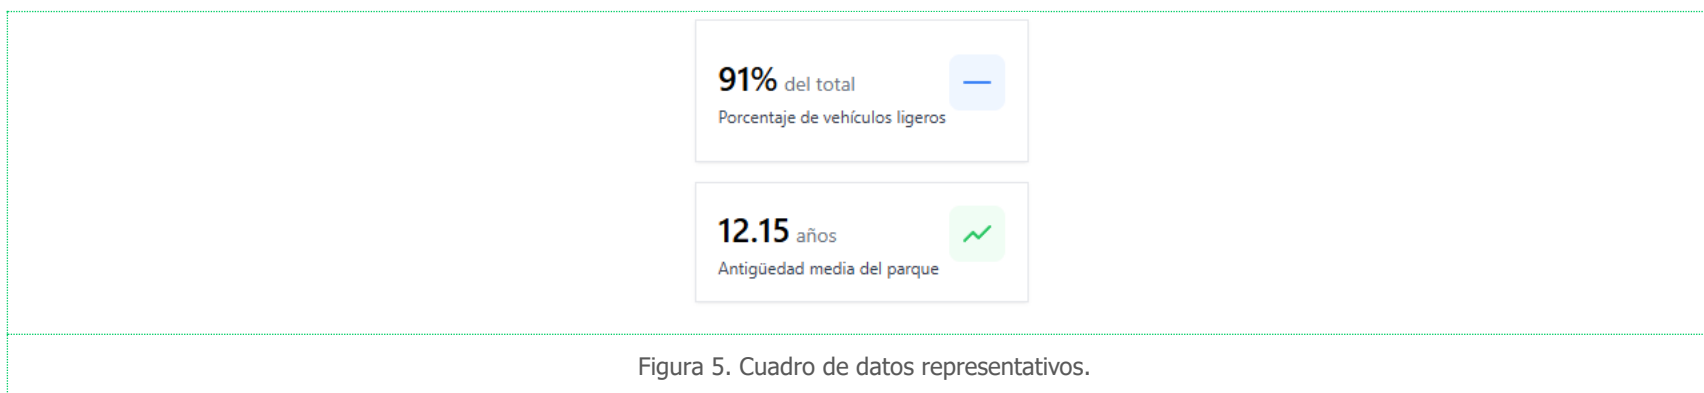 91% del total
Porcentaje de vehículos ligeros
12.15 años
Antigüedad media del parque
Figura 5. Cuadro de datos representativos.